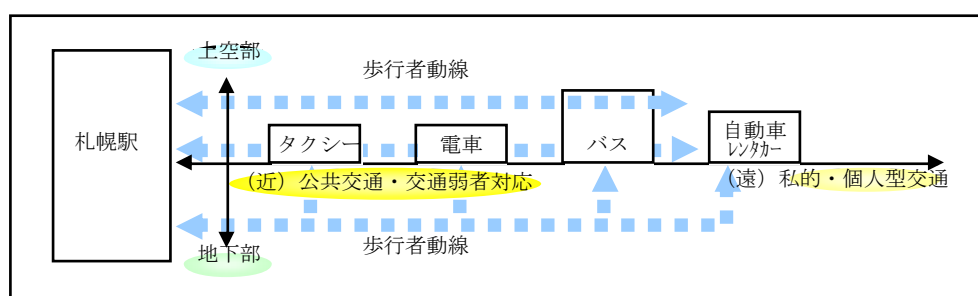 上空部
歩行者動線
札幌駅
タクシー
電車
バス
自動車
レンタカー
(近)公共交通・交通弱者対応
(遠)私的・個人型交通
地下部
歩行者動線